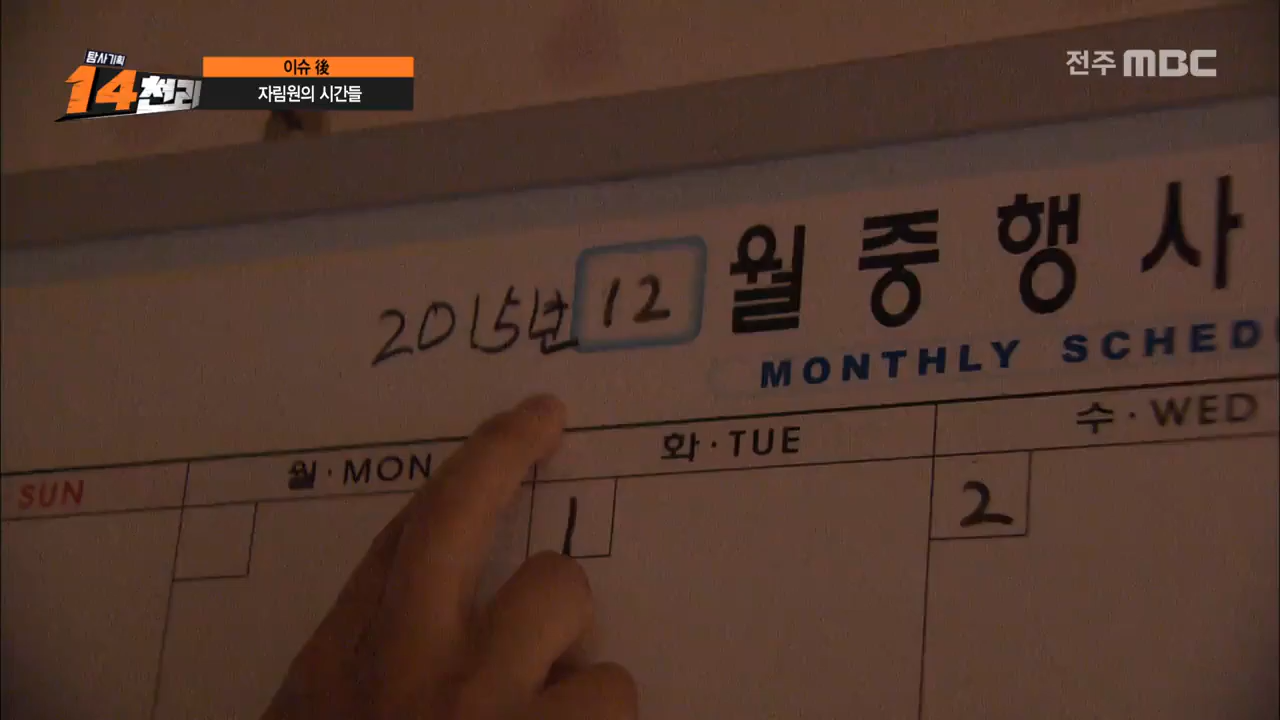 탐사기획
14천리
이슈 後
자림원의 시간들
전주 MBC
2015년 12 월중행사
MONTHLY SCHED
SUN 월·MON 화·TUE 수·WED
1 2